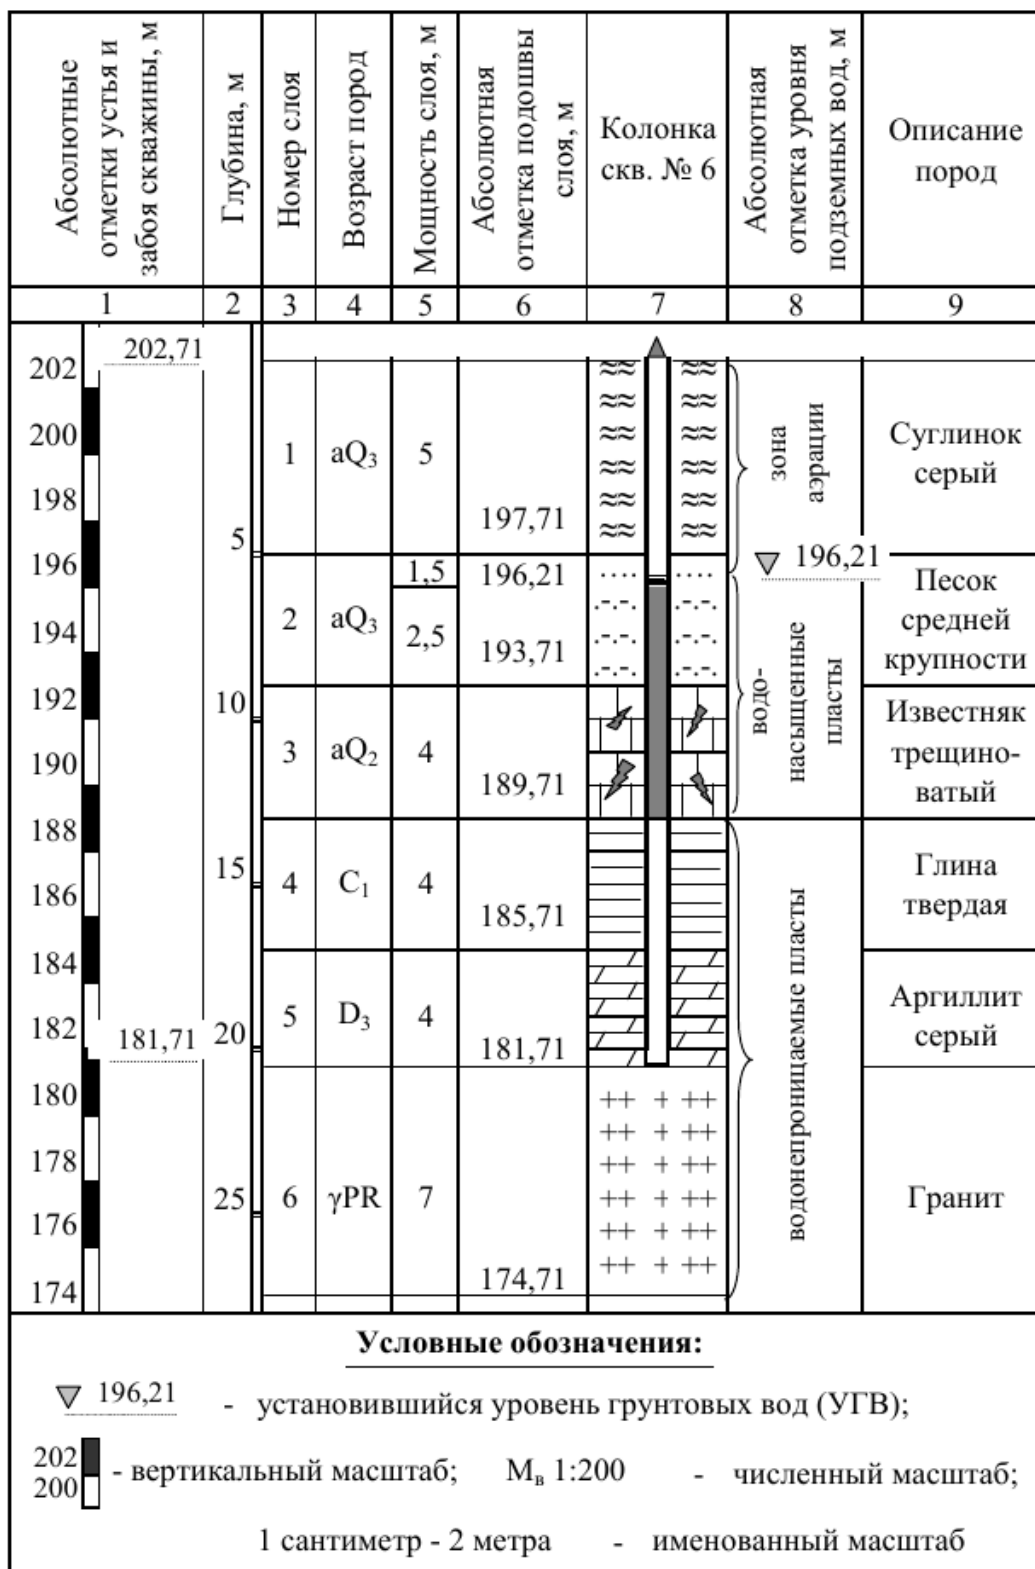 Абсолютные
отметки устья и
забоя скважины, м
Глубина, м
Номер слоя
Возраст пород
Мощность слоя, м
Абсолютная
отметка подошвы
слоя, м
Колонка
скв. № 6
Абсолютная
отметка уровня
подземных вод, м
Описание
пород
1 2 3 4 5 6 7 8 9
202,71
202
200
198
196
194
192
190
188
186
184
182
181,71
180
178
176
174
5
10
15
20
25
1 aQ₃ 5 197,71
зона
аэрации
Суглинок
серый
2 aQ₃ 1,5 196,21
2,5 193,71
196,21
Песок
средней
крупности
водо-
насыщенные
пласты
3 aQ₂ 4 189,71
Известняк
трещино-
ватый
4 C₁ 4 185,71
Глина
твердая
водонепроницаемые пласты
5 D₃ 4 181,71
Аргиллит
серый
6 γPR 7 174,71
Гранит
Условные обозначения:
196,21 - установившийся уровень грунтовых вод (УГВ);
202
200
- вертикальный масштаб; Мв 1:200 - численный масштаб;
1 сантиметр - 2 метра - именованный масштаб